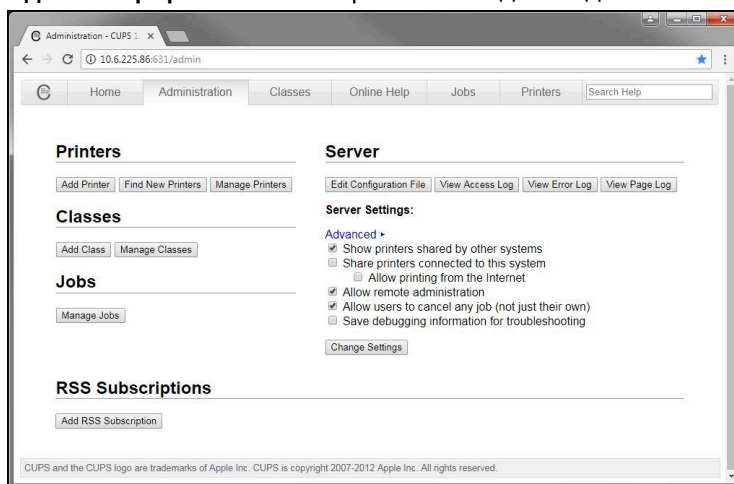 Administration - CUPS 1
10.6.225.86:631/admin
Home Administration Classes Online Help Jobs Printers Search Help
Printers
Add Printer Find New Printers Manage Printers
Classes
Add Class Manage Classes
Jobs
Manage Jobs
Server
Edit Configuration File View Access Log View Error Log View Page Log
Server Settings:
Advanced ▸
Show printers shared by other systems
Share printers connected to this system
Allow printing from the Internet
Allow remote administration
Allow users to cancel any job (not just their own)
Save debugging information for troubleshooting
Change Settings
RSS Subscriptions
Add RSS Subscription
CUPS and the CUPS logo are trademarks of Apple Inc. CUPS is copyright 2007-2012 Apple Inc. All rights reserved.